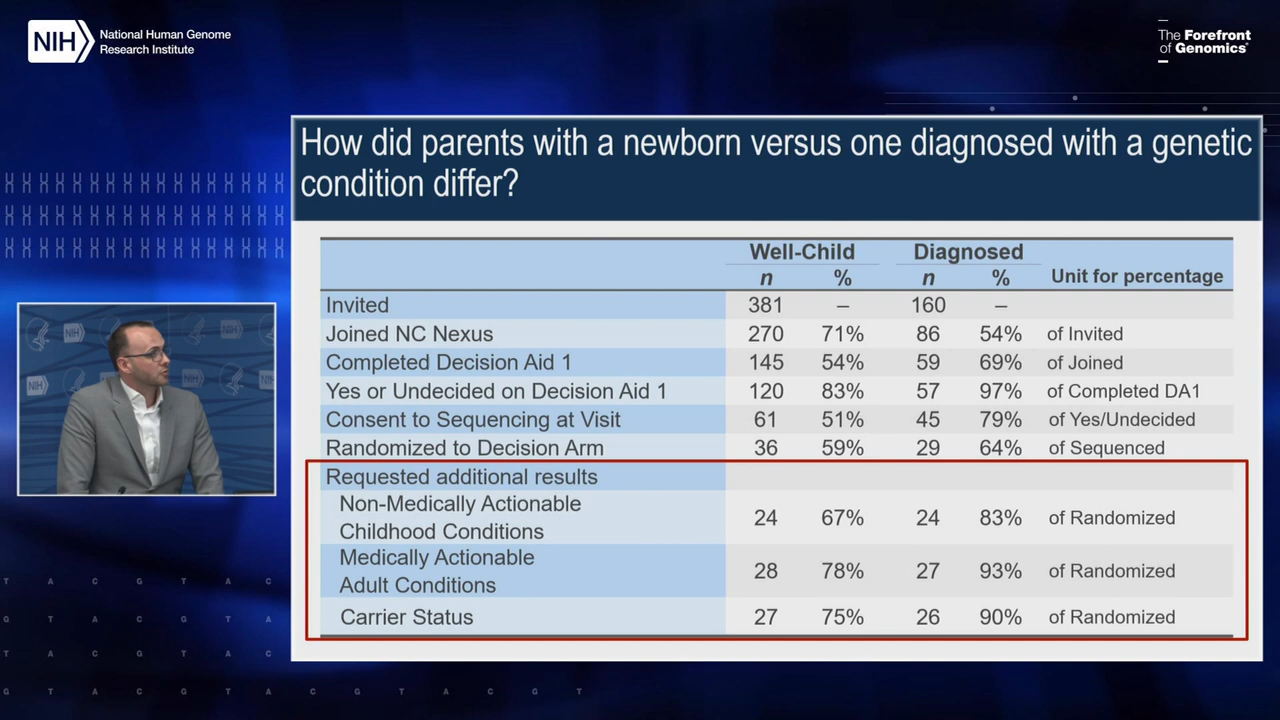 NIH
National Human Genome
Research Institute
The Forefront
of Genomics®
How did parents with a newborn versus one diagnosed with a genetic
condition differ?
Well-Child Diagnosed
n % n % Unit for percentage
Invited 381 – 160 –
Joined NC Nexus 270 71% 86 54% of Invited
Completed Decision Aid 1 145 54% 59 69% of Joined
Yes or Undecided on Decision Aid 1 120 83% 57 97% of Completed DA1
Consent to Sequencing at Visit 61 51% 45 79% of Yes/Undecided
Randomized to Decision Arm 36 59% 29 64% of Sequenced
Requested additional results
Non-Medically Actionable
Childhood Conditions 24 67% 24 83% of Randomized
Medically Actionable
Adult Conditions 28 78% 27 93% of Randomized
Carrier Status 27 75% 26 90% of Randomized
NIH
NIH
NIH
NIH
T A C G T A C
G T A C G T A
T A C G T A C
G T A C G T A C G T A C G T